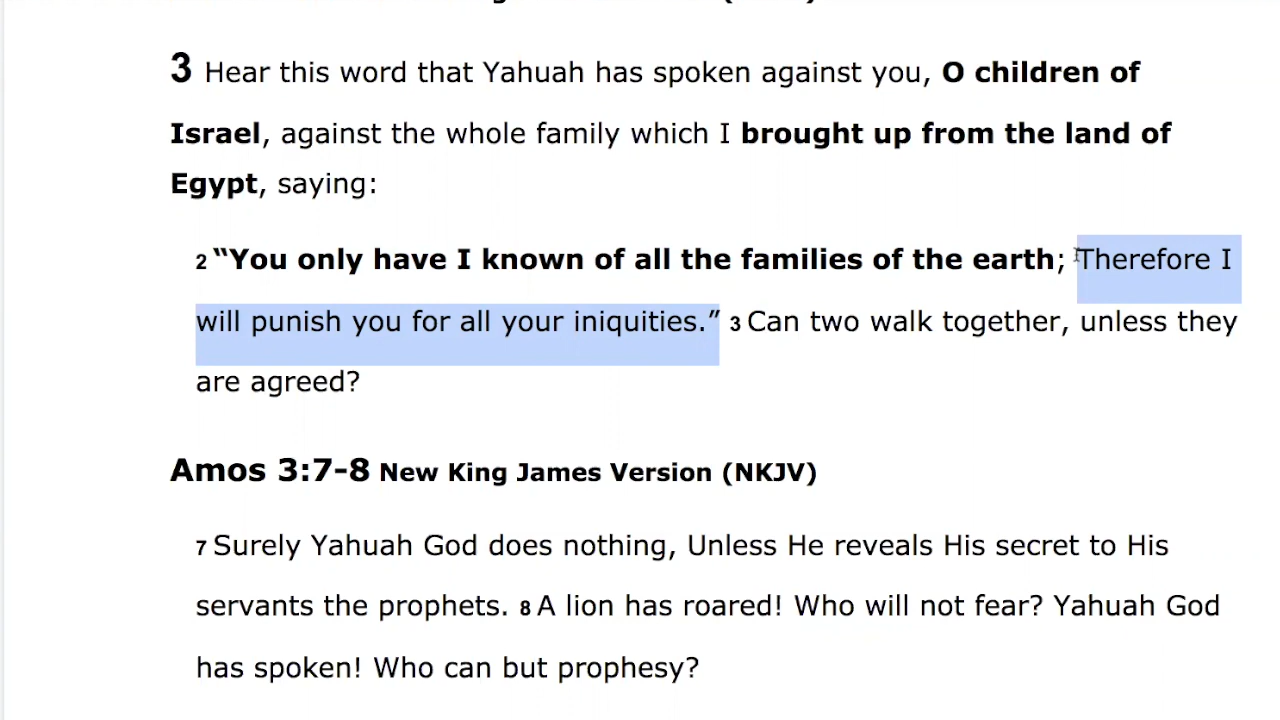 3 Hear this word that Yahuah has spoken against you, O children of
Israel, against the whole family which I brought up from the land of
Egypt, saying:
2 “You only have I known of all the families of the earth; Therefore I
will punish you for all your iniquities.” 3 Can two walk together, unless they
are agreed?
Amos 3:7-8 New King James Version (NKJV)
7 Surely Yahuah God does nothing, Unless He reveals His secret to His
servants the prophets. 8 A lion has roared! Who will not fear? Yahuah God
has spoken! Who can but prophesy?